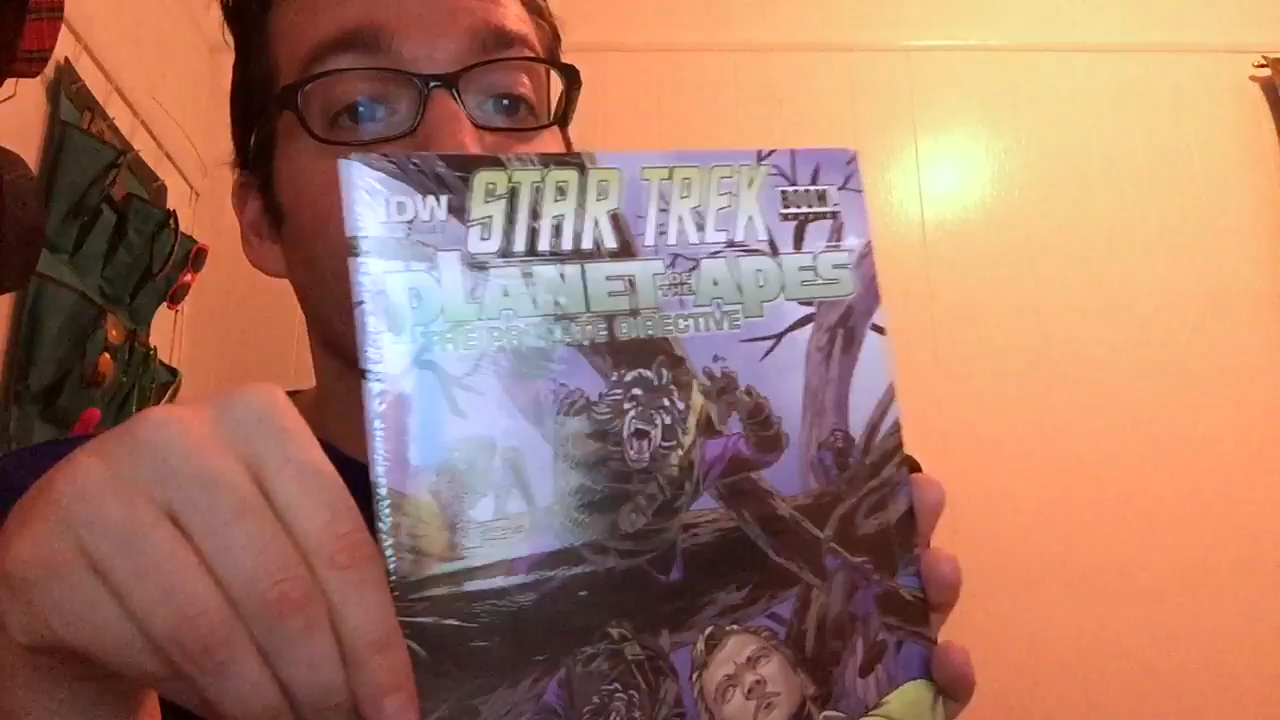 IDW
STAR TREK
BOOM!
PLANET OF THE APES
THE PRIMATE DIRECTIVE